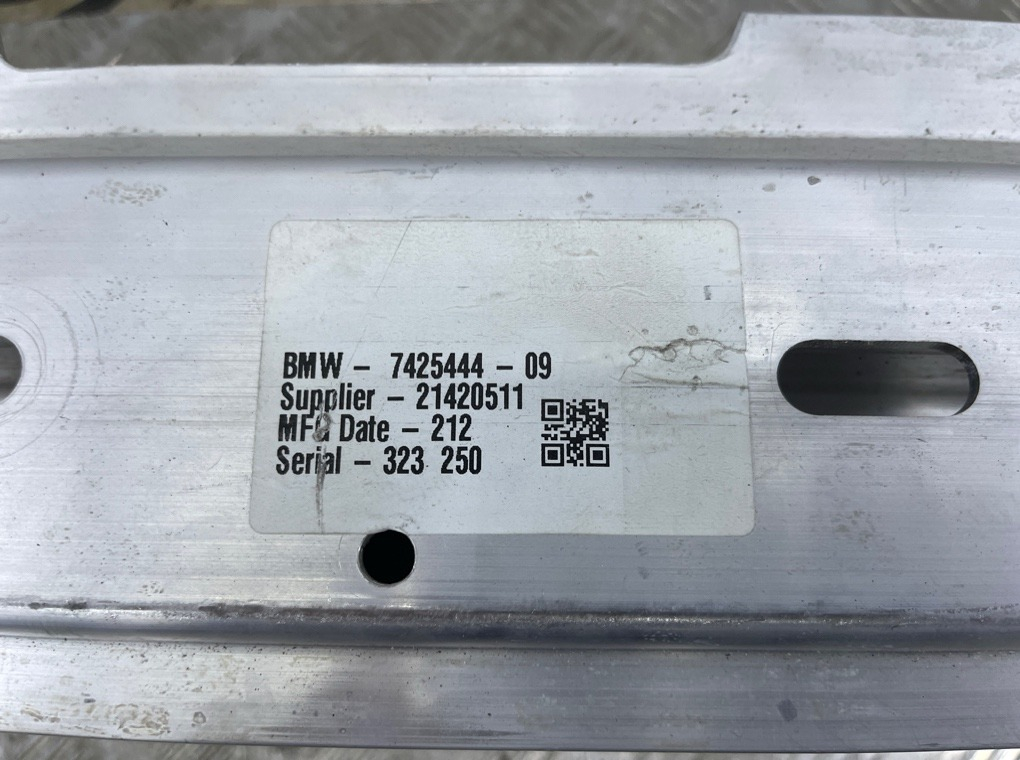 BMW - 7425444 - 09
Supplier - 21420511
MFG Date - 212
Serial - 323 250